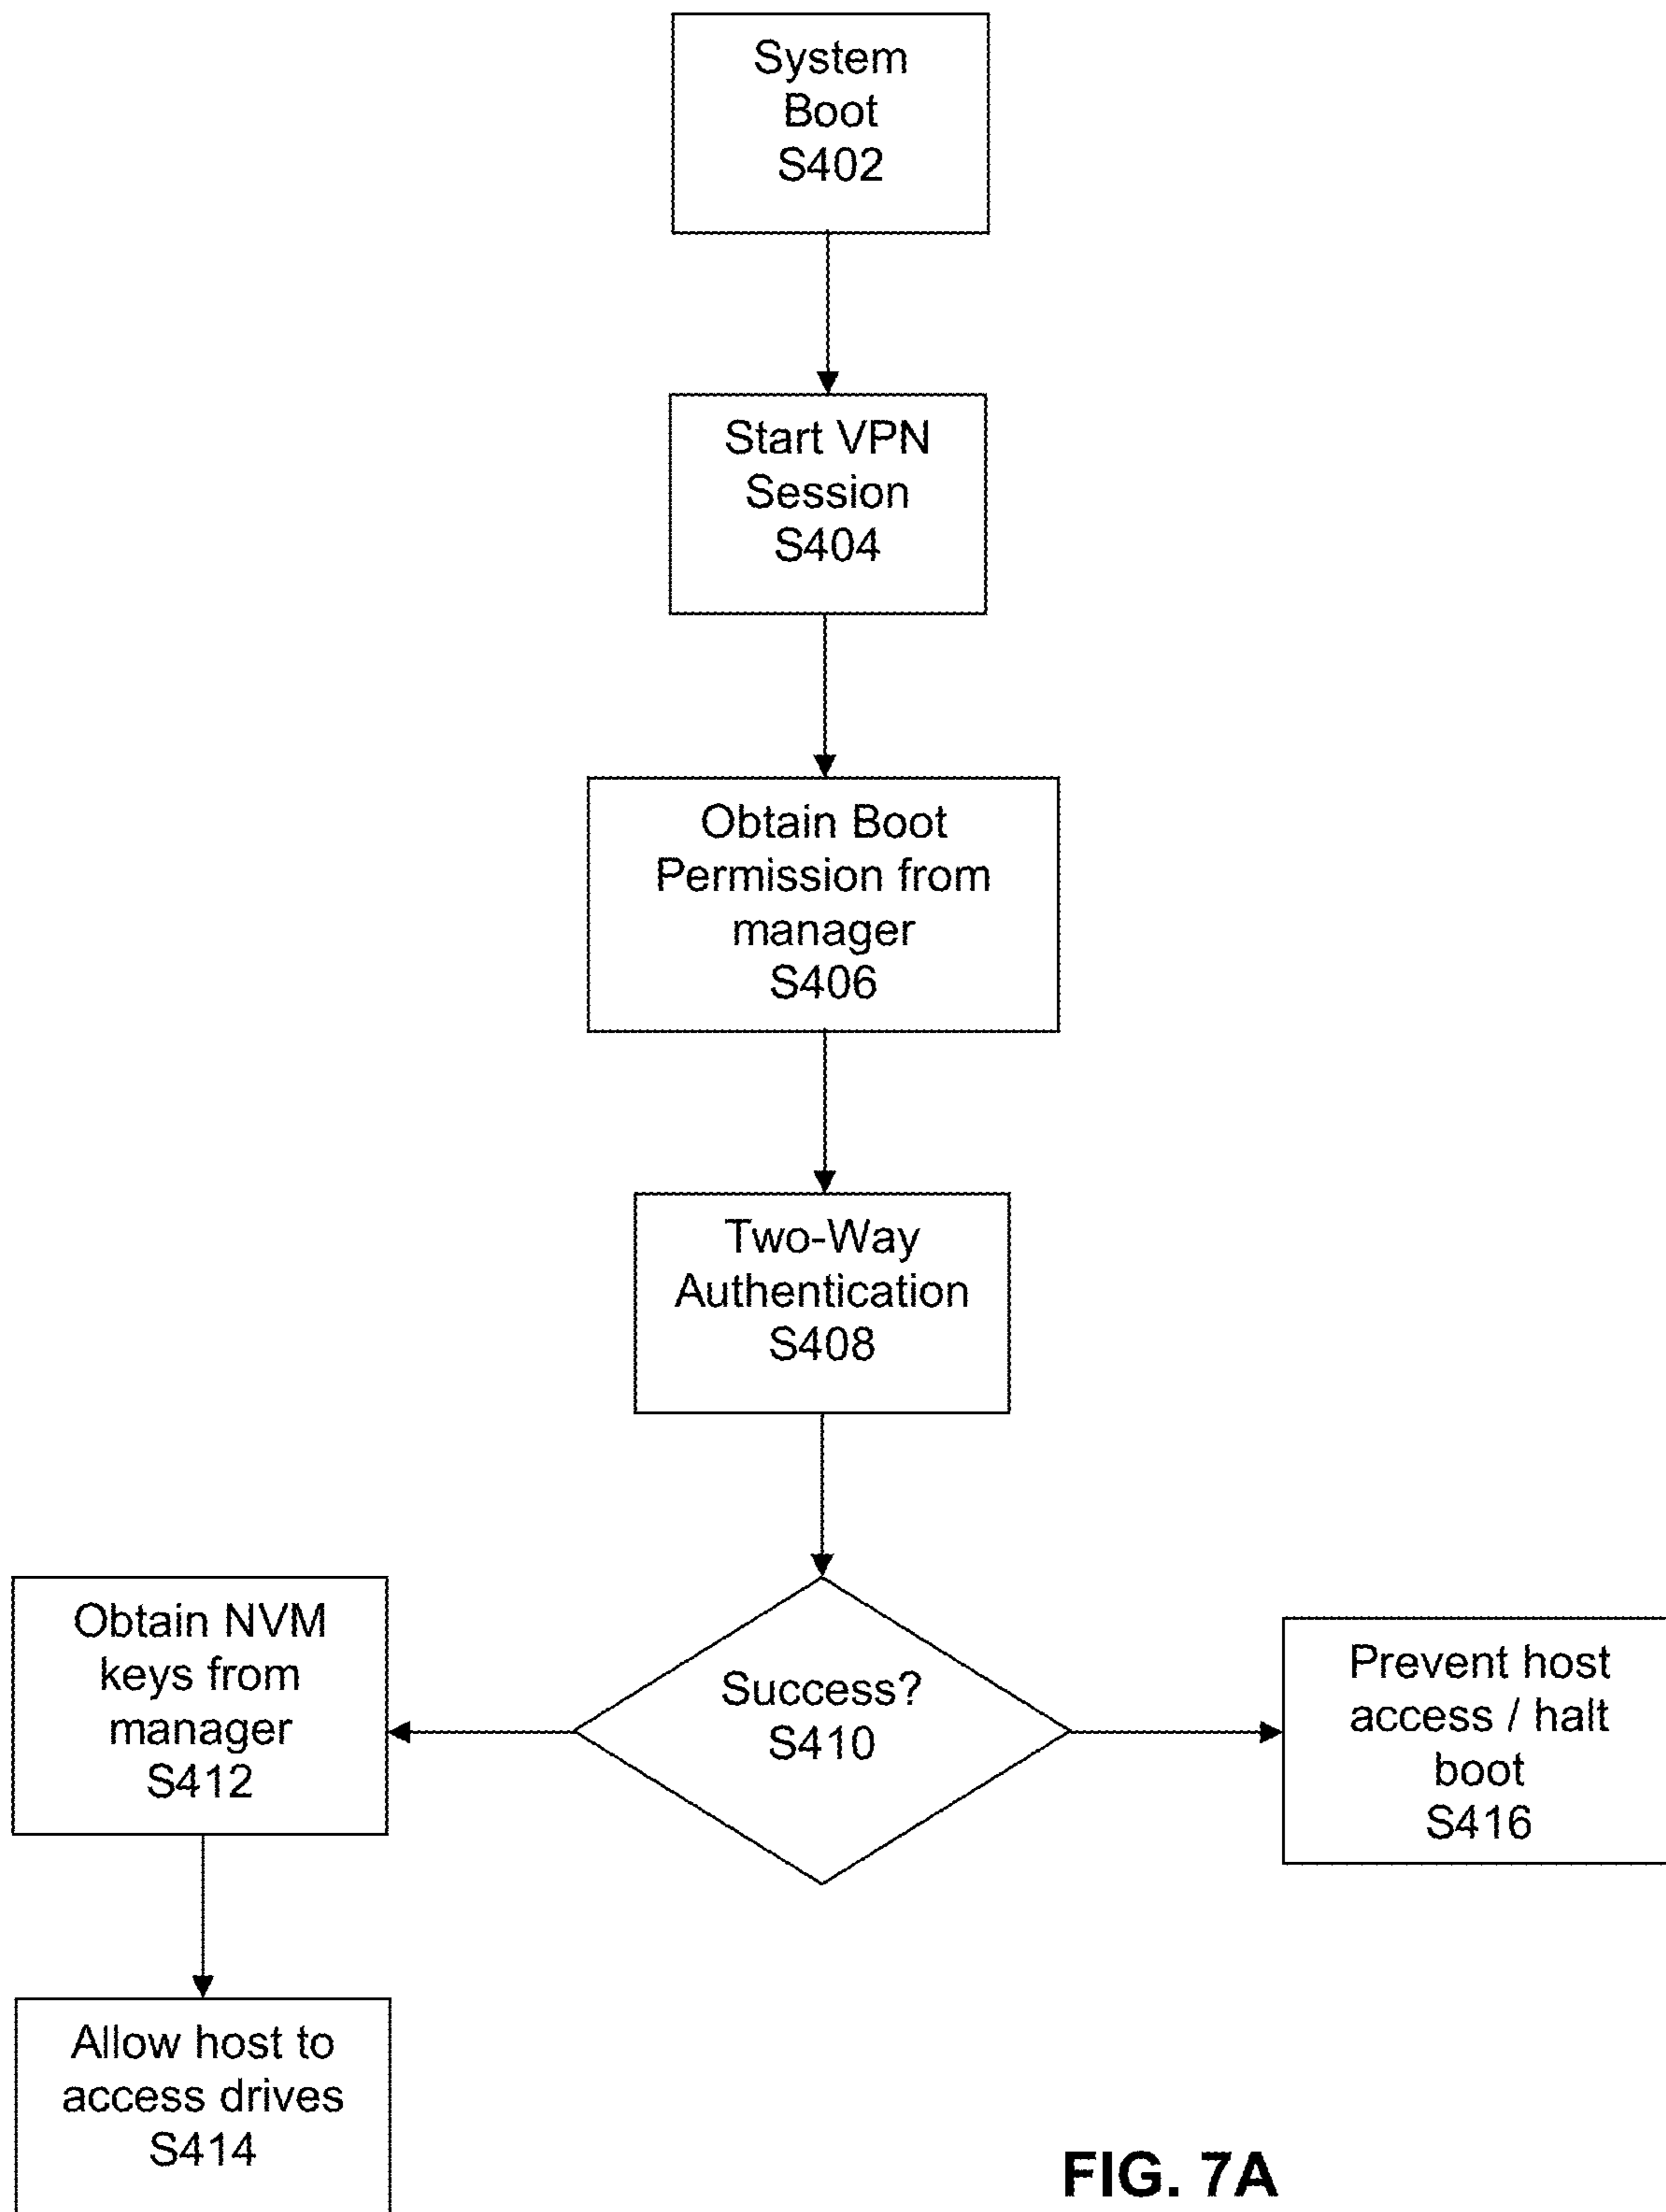 System
Boot
S402
Start VPN
Session
S404
Obtain Boot
Permission from
manager
S406
Two-Way
Authentication
S408
Success?
S410
Obtain NVM
keys from
manager
S412
Prevent host
access / halt
boot
S416
Allow host to
access drives
S414
FIG. 7A